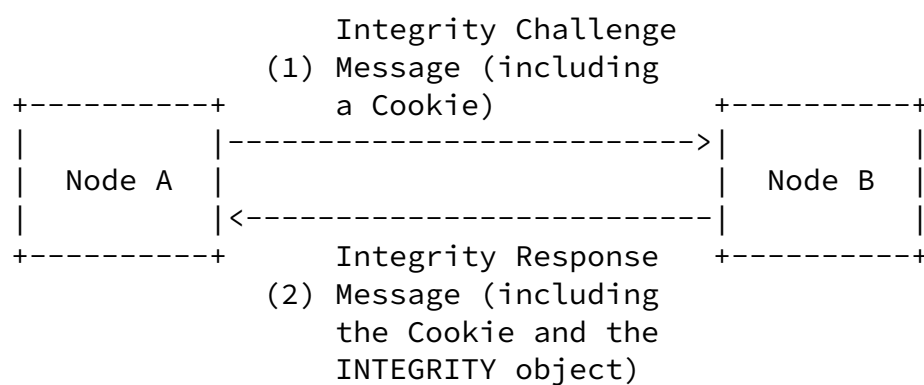 Integrity Challenge
(1) Message (including
a Cookie)
Node A
Node B
Integrity Response
(2) Message (including
the Cookie and the
INTEGRITY object)